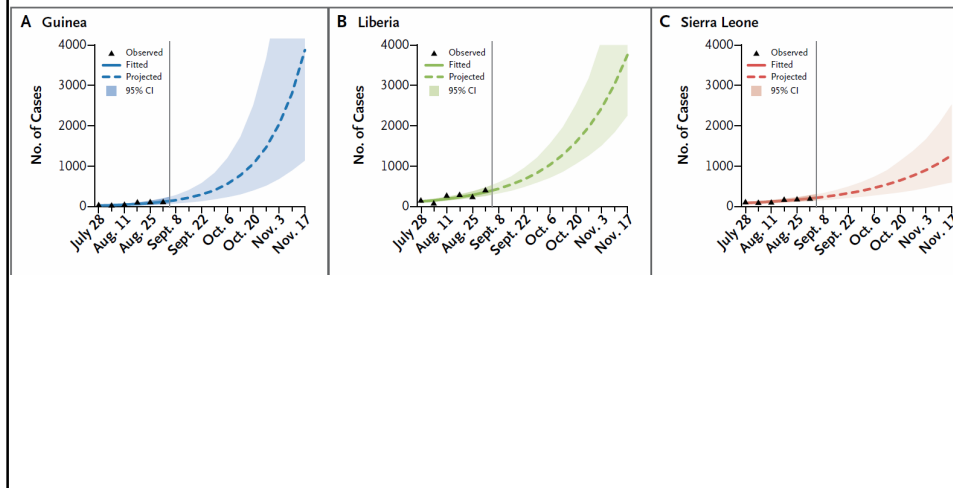 A Guinea
4000
3000
2000
1000
0
No. of Cases
Observed
Fitted
Projected
95% CI
July 28
Aug. 11
Aug. 25
Sept. 8
Sept. 22
Oct. 6
Oct. 20
Nov. 3
Nov. 17
B Liberia
4000
3000
2000
1000
0
No. of Cases
Observed
Fitted
Projected
95% CI
July 28
Aug. 11
Aug. 25
Sept. 8
Sept. 22
Oct. 6
Oct. 20
Nov. 3
Nov. 17
C Sierra Leone
4000
3000
2000
1000
0
No. of Cases
Observed
Fitted
Projected
95% CI
July 28
Aug. 11
Aug. 25
Sept. 8
Sept. 22
Oct. 6
Oct. 20
Nov. 3
Nov. 17